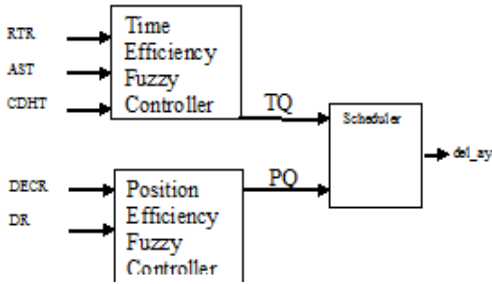 RTR
AST
CDHT
Time
Efficiency
Fuzzy
Controller
TQ
Scheduler
del_ay
DECR
DR
Position
Efficiency
Fuzzy
Controller
PQ